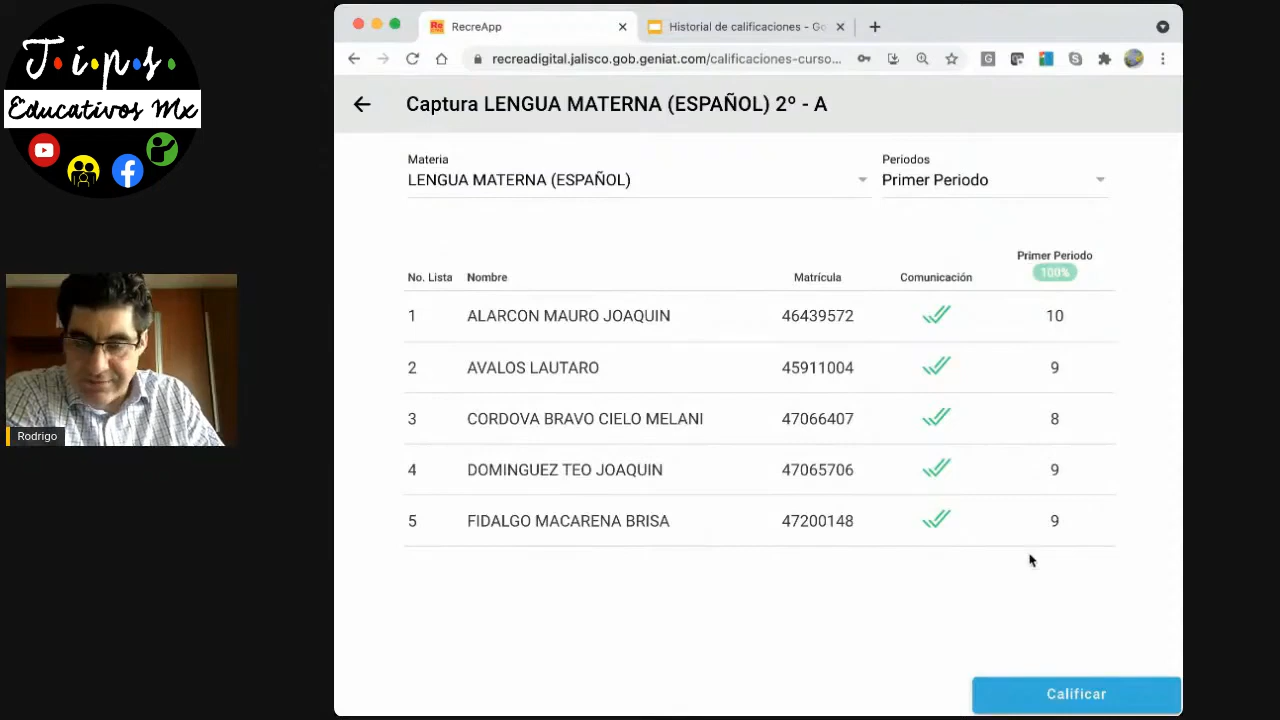 Tips
Educativos Mx
Rodrigo
RecreApp
Historial de calificaciones - Go
recreadigital.jalisco.gob.geniat.com/calificaciones-curso...
Captura LENGUA MATERNA (ESPAÑOL) 2º - A
Materia
LENGUA MATERNA (ESPAÑOL)
Periodos
Primer Periodo
No. Lista Nombre Matrícula Comunicación Primer Periodo 100%
1 ALARCON MAURO JOAQUIN 46439572 10
2 AVALOS LAUTARO 45911004 9
3 CORDOVA BRAVO CIELO MELANI 47066407 8
4 DOMINGUEZ TEO JOAQUIN 47065706 9
5 FIDALGO MACARENA BRISA 47200148 9
Calificar